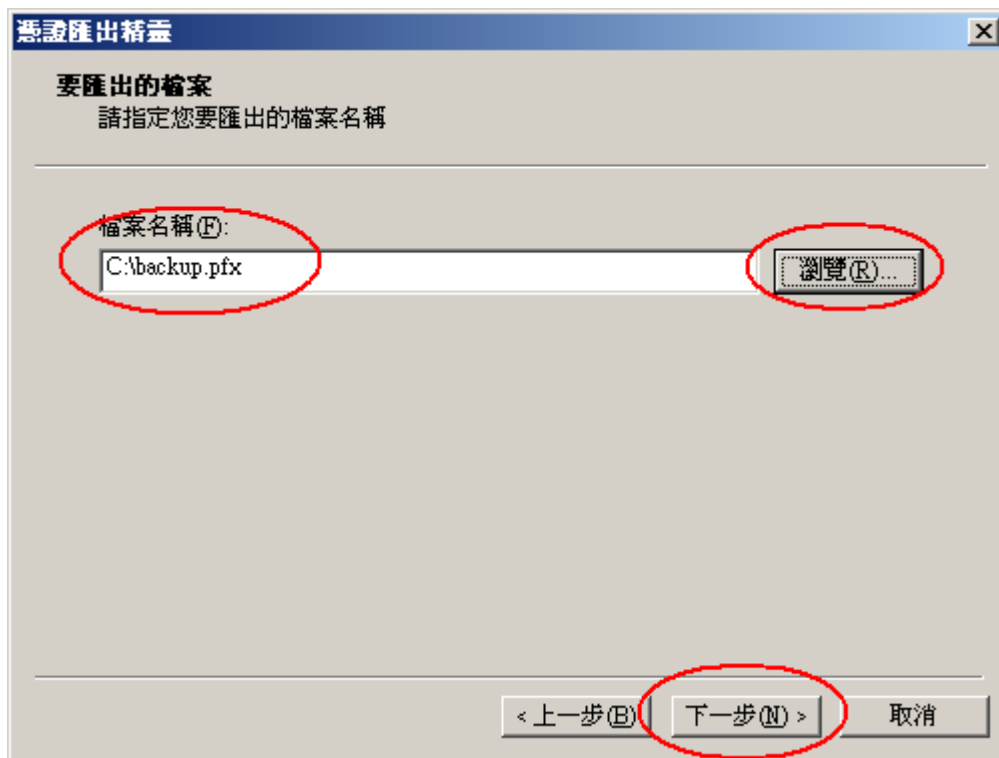 憑證匯出精靈
要匯出的檔案
請指定您要匯出的檔案名稱
檔案名稱(F):
C:\backup.pfx
瀏覽(R)...
< 上一步(B)
下一步(N) >
取消